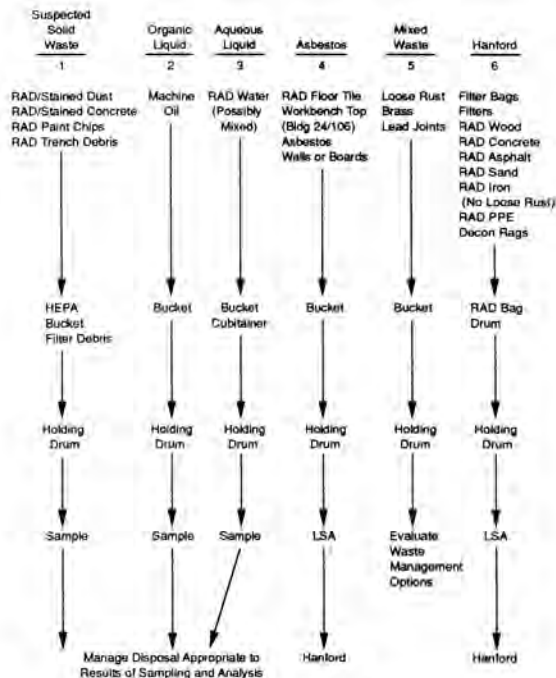 Suspected
Solid
Waste
1
RAD/Stained Dust
RAD/Stained Concrete
RAD Paint Chips
RAD Trench Debris
HEPA
Bucket
Filter Debris
Holding
Drum
Sample
Organic
Liquid
2
Machine
Oil
Bucket
Holding
Drum
Sample
Aqueous
Liquid
3
RAD Water
(Possibly
Mixed)
Bucket
Cubitainer
Holding
Drum
Sample
Manage Disposal Appropriate to
Results of Sampling and Analysis
Asbestos
4
RAD Floor Tile
Workbench Top
(Bldg 24/106)
Asbestos
Walls or Boards
Bucket
Holding
Drum
LSA
Hanford
Mixed
Waste
5
Loose Rust
Brass
Lead Joints
Bucket
Holding
Drum
Evaluate
Waste
Management
Options
Hanford
6
Filter Bags
Filters
RAD Wood
RAD Concrete
RAD Asphalt
RAD Sand
RAD Iron
(No Loose Rust)
RAD PPE
Decon Rags
RAD Bag
Drum
Holding
Drum
LSA
Hanford